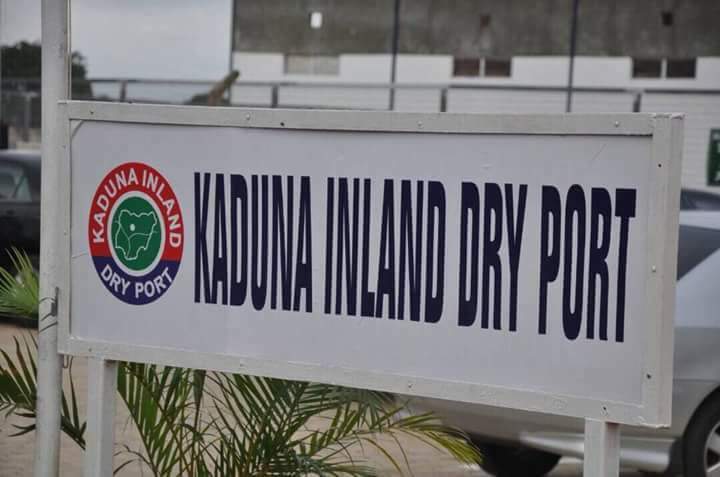 KADUNA INLAND
DRY PORT
KADUNA INLAND DRY PORT